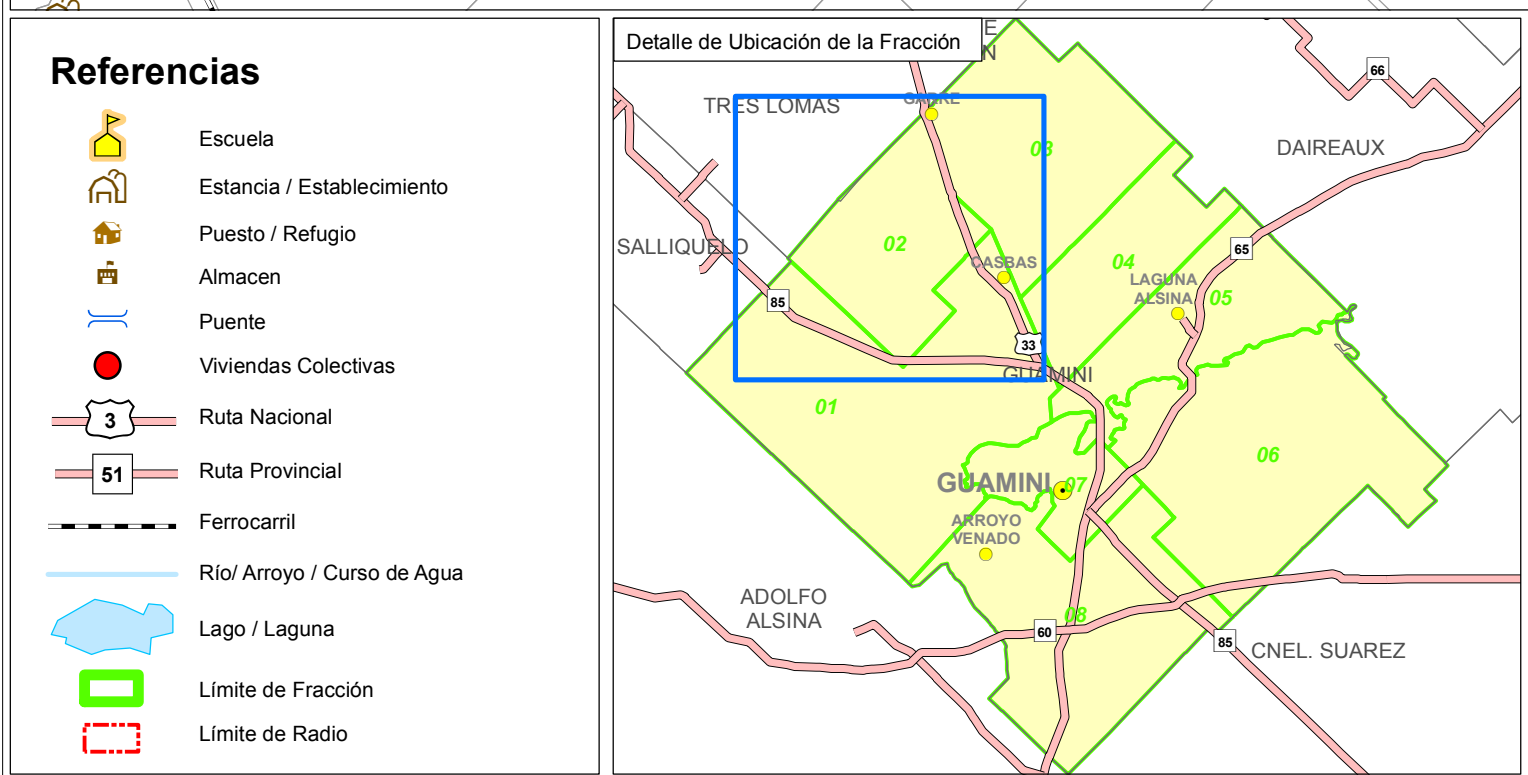 Referencias
Escuela
Estancia / Establecimiento
Puesto / Refugio
Almacen
Puente
Viviendas Colectivas
3
Ruta Nacional
51
Ruta Provincial
Ferrocarril
Río/ Arroyo / Curso de Agua
Lago / Laguna
Límite de Fracción
Límite de Radio
Detalle de Ubicación de la Fracción
E
N
66
TRES LOMAS
GARRE
03
DAIREAUX
SALLIQUELO
02
65
CASBAS
04
LAGUNA
ALSINA
05
85
33
GUAMINI
01
06
GUAMINI
07
ARROYO
VENADO
ADOLFO
ALSINA
08
60
85
CNEL. SUAREZ